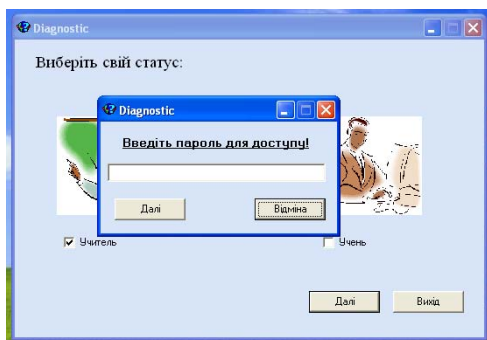 Diagnostic
Виберіть свій статус:
Diagnostic
Введіть пароль для доступу!
Далі
Відміна
Учитель
Учень
Далі
Вихід